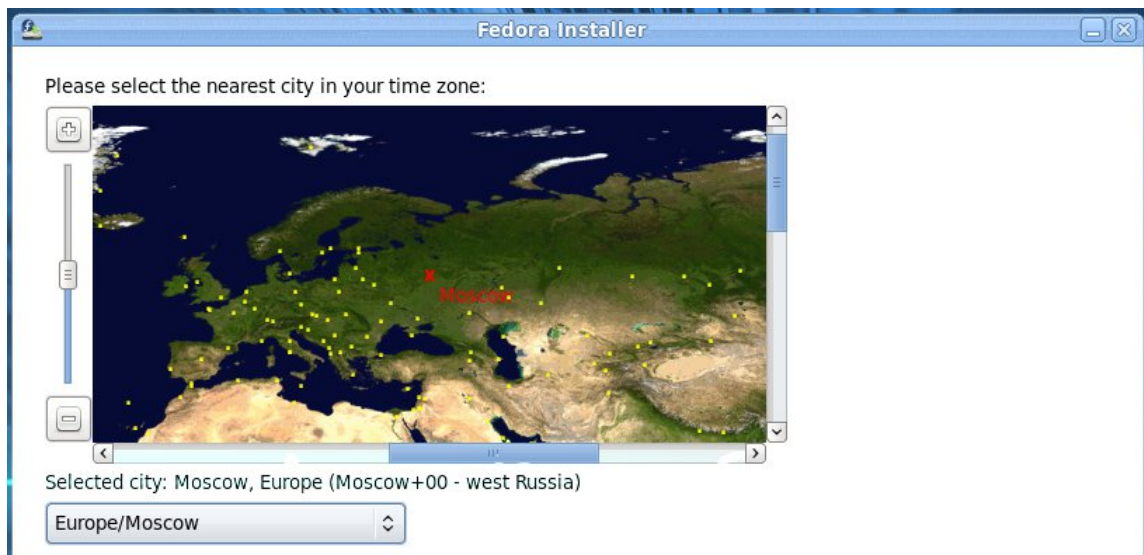 Fedora Installer
Please select the nearest city in your time zone:
Moscow
Selected city: Moscow, Europe (Moscow+00 - west Russia)
Europe/Moscow